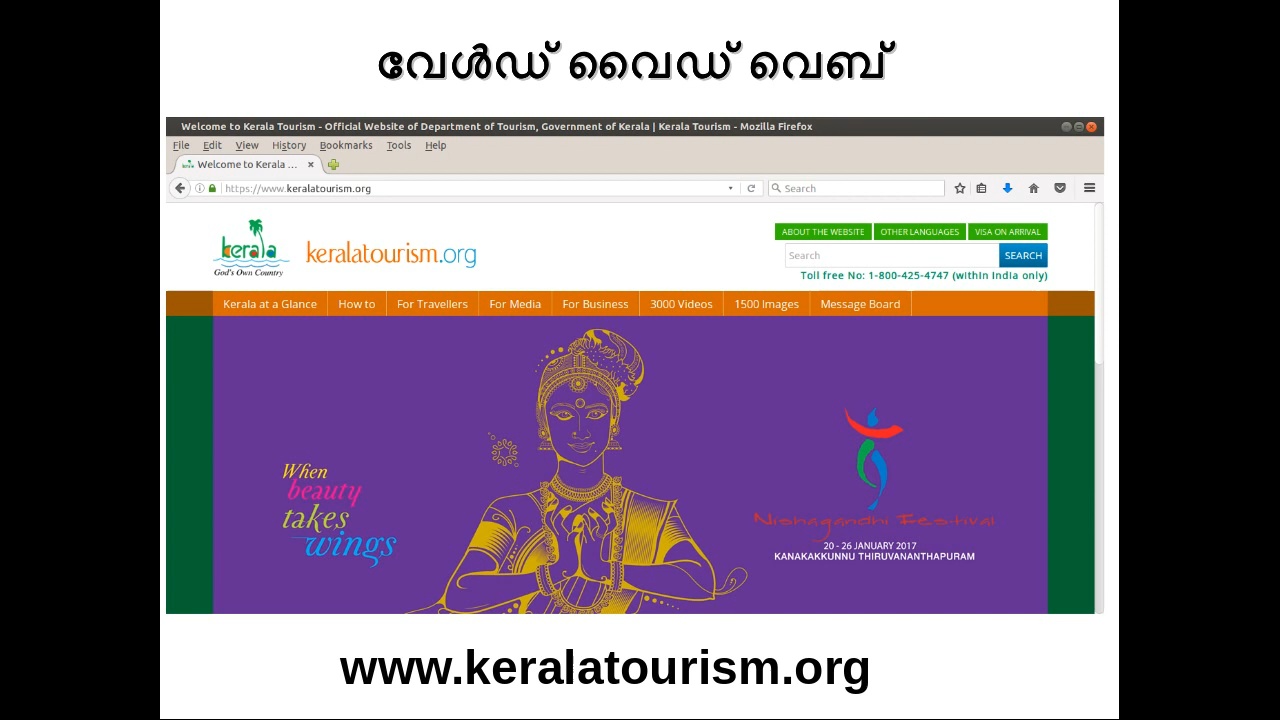 വേൾഡ് വൈഡ് വെബ്
Welcome to Kerala Tourism - Official Website of Department of Tourism, Government of Kerala | Kerala Tourism - Mozilla Firefox
File Edit View History Bookmarks Tools Help
Welcome to Kerala ...
https://www.keralatourism.org
Search
kerala
God's Own Country
keralatourism.org
ABOUT THE WEBSITE OTHER LANGUAGES VISA ON ARRIVAL
Search SEARCH
Toll free No: 1-800-425-4747 (within India only)
Kerala at a Glance How to For Travellers For Media For Business 3000 Videos 1500 Images Message Board
When
beauty
takes
wings
Nishagandhi Festival
20 - 26 JANUARY 2017
KANAKAKKUNNU THIRUVANANTHAPURAM
www.keralatourism.org